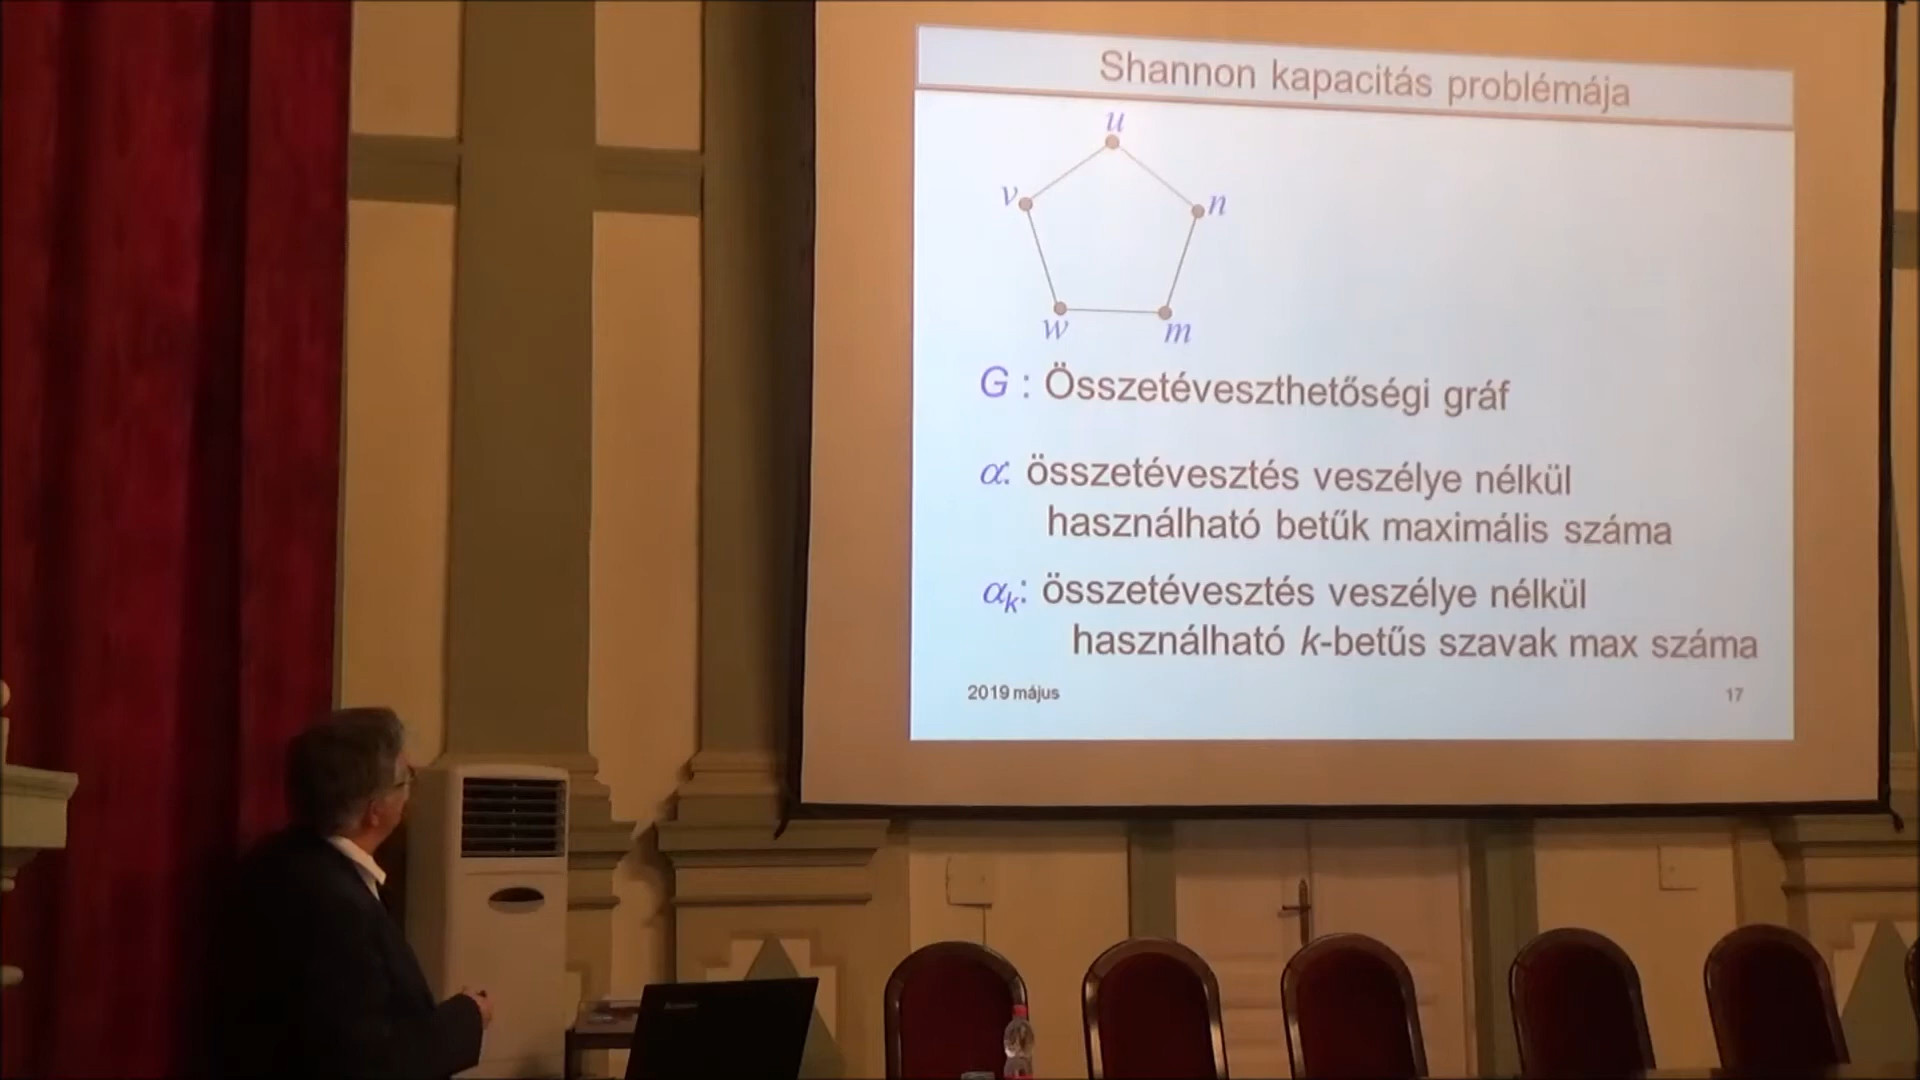 Shannon kapacitás problémája
u
v
n
w
m
G : Összetéveszthetőségi gráf
α: összetévesztés veszélye nélkül
használható betűk maximális száma
αk: összetévesztés veszélye nélkül
használható k-betűs szavak max száma
2019 május
17